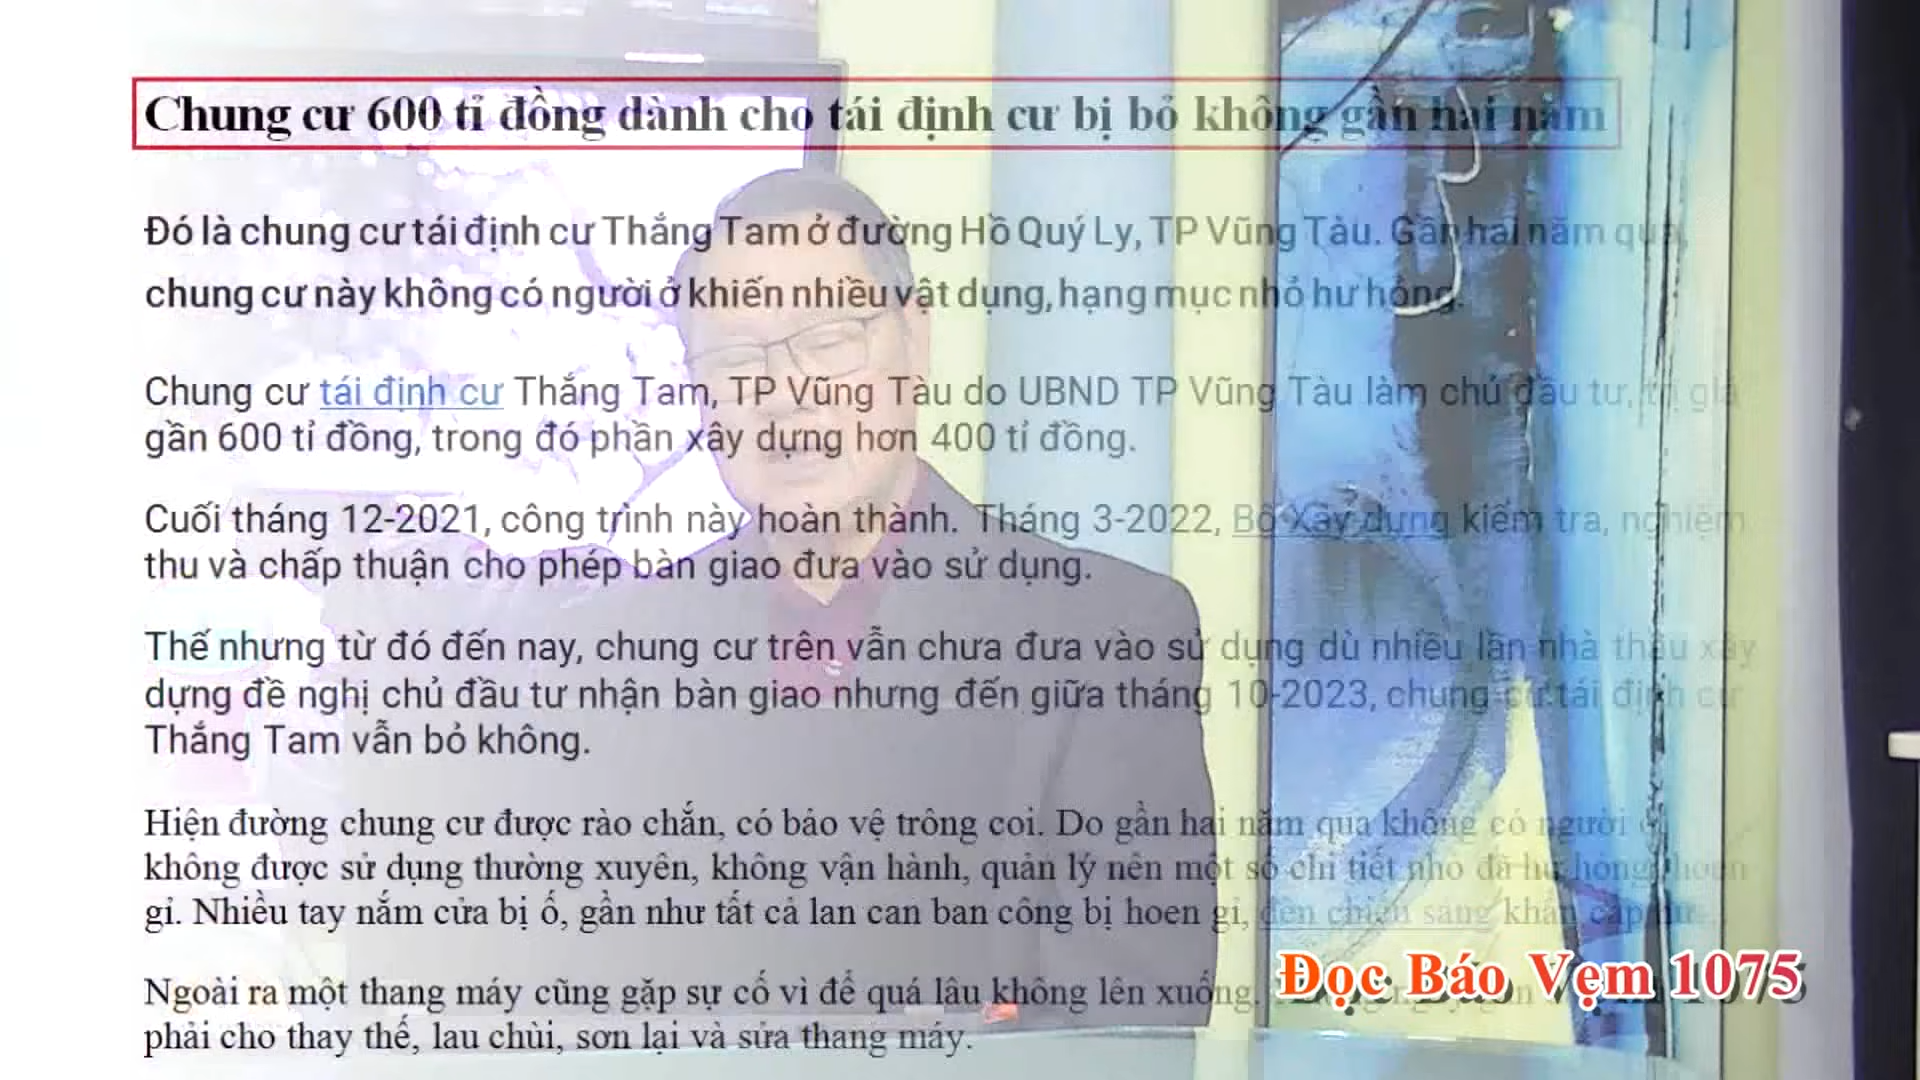 Chung cư 600 tỉ đồng dành cho tái định cư bị bỏ không gần hai năm
Đó là chung cư tái định cư Thắng Tam ở đường Hồ Quý Ly, TP Vũng Tàu. Gần hai năm qua,
chung cư này không có người ở khiến nhiều vật dụng, hạng mục nhỏ hư hỏng.
Chung cư tái định cư Thắng Tam, TP Vũng Tàu do UBND TP Vũng Tàu làm chủ đầu tư, trị giá
gần 600 tỉ đồng, trong đó phần xây dựng hơn 400 tỉ đồng.
Cuối tháng 12-2021, công trình này hoàn thành. Tháng 3-2022, Bộ Xây dựng kiểm tra, nghiệm
thu và chấp thuận cho phép bàn giao đưa vào sử dụng.
Thế nhưng từ đó đến nay, chung cư trên vẫn chưa đưa vào sử dụng dù nhiều lần nhà thầu xây
dựng đề nghị chủ đầu tư nhận bàn giao nhưng đến giữa tháng 10-2023, chung cư tái định cư
Thắng Tam vẫn bỏ không.
Hiện đường chung cư được rào chắn, có bảo vệ trông coi. Do gần hai năm qua không có người ở,
không được sử dụng thường xuyên, không vận hành, quản lý nên một số chi tiết nhỏ đã hư hỏng, hoen
gỉ. Nhiều tay nắm cửa bị ố, gần như tất cả lan can ban công bị hoen gỉ, đèn chiếu sáng khẩn cấp hư
Ngoài ra một thang máy cũng gặp sự cố vì để quá lâu không lên xuống.
phải cho thay thế, lau chùi, sơn lại và sửa thang máy.
Đọc Báo Vẹm 1075